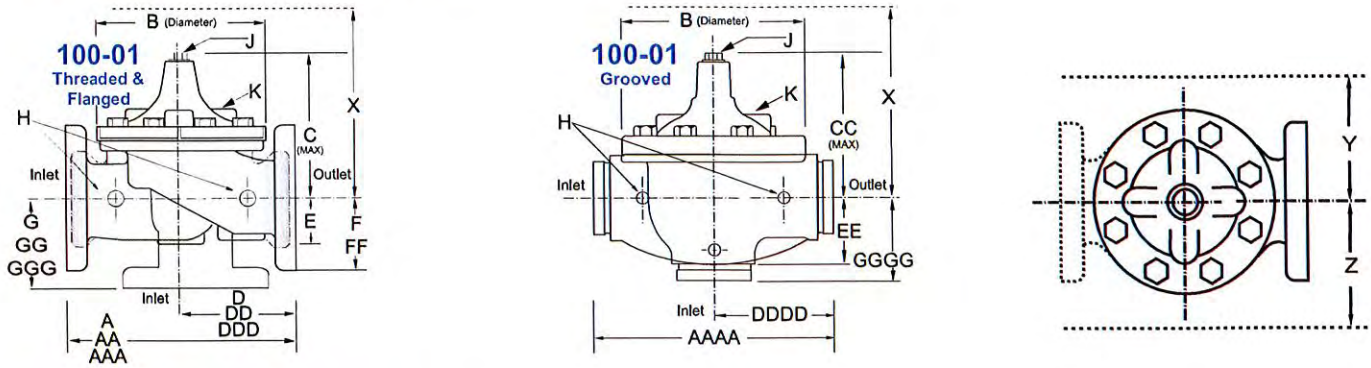 B (Diameter)
100-01
Threaded &
Flanged
J
K
H
X
C
(MAX)
Inlet
Outlet
G
GG
GGG
E
F
FF
Inlet
D
DD
DDD
A
AA
AAA
B (Diameter)
100-01
Grooved
J
K
H
X
CC
(MAX)
Inlet
Outlet
EE
GGGG
Inlet
DDDD
AAAA
Y
Z